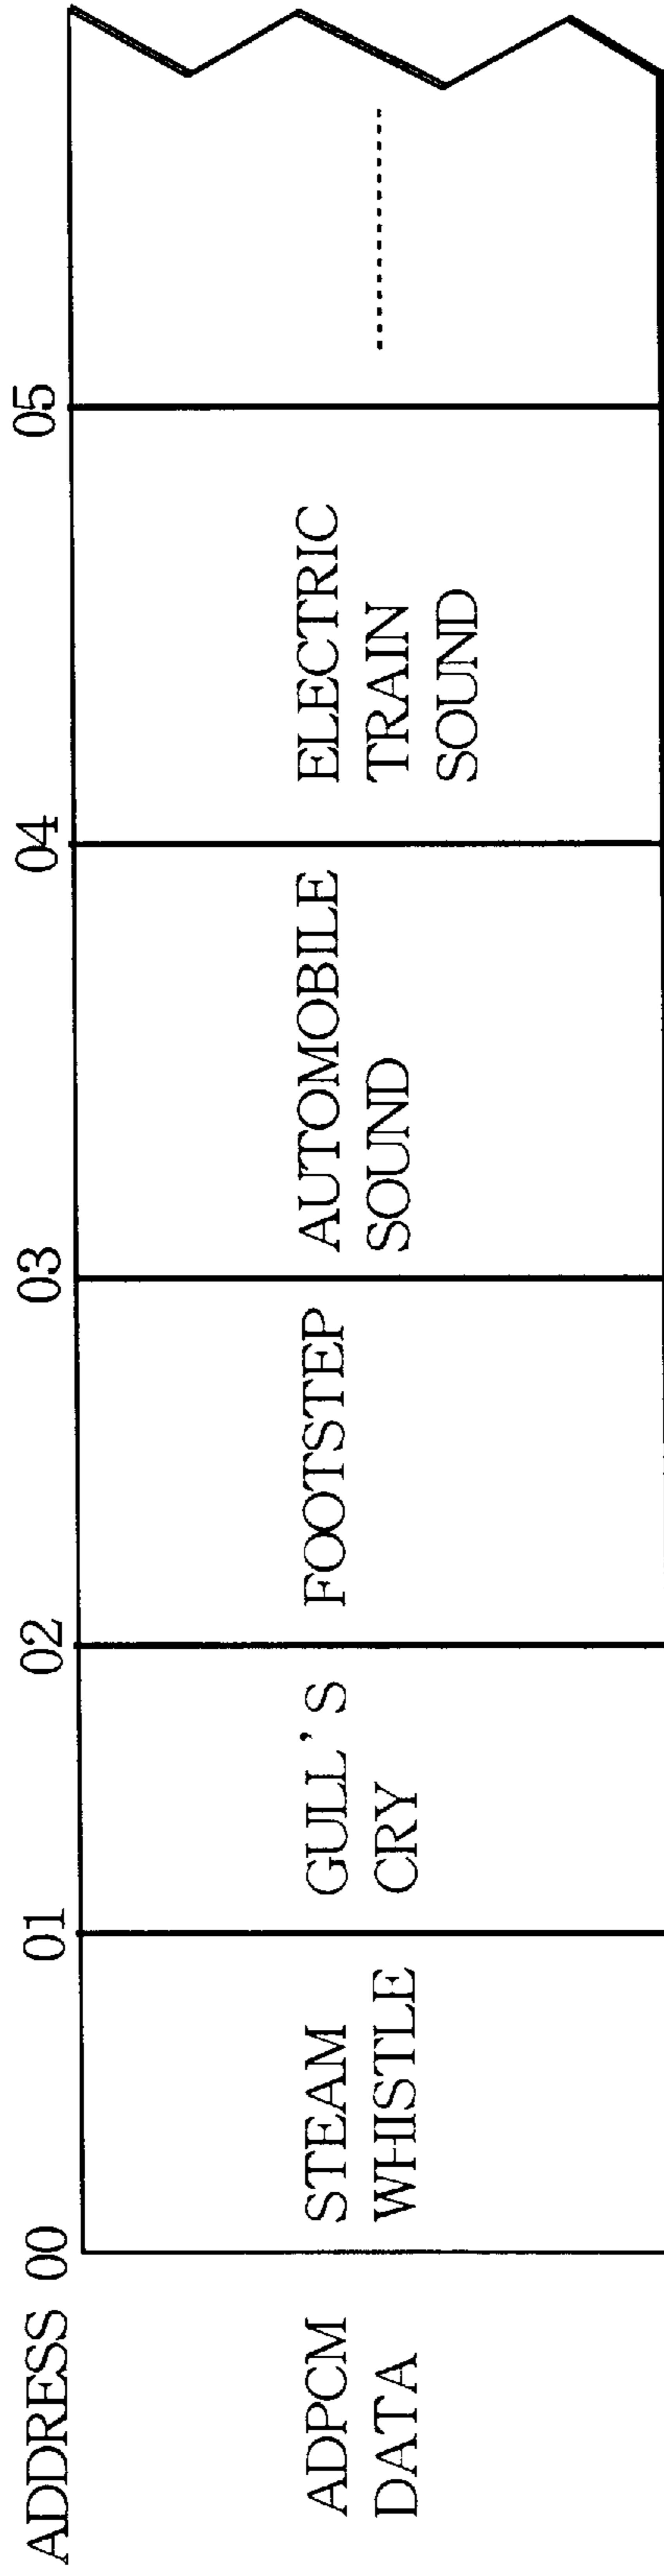 ADDRESS 00 01 02 03 04 05
ADPCM DATA
STEAM WHISTLE
GULL'S CRY
FOOTSTEP
AUTOMOBILE SOUND
ELECTRIC TRAIN SOUND